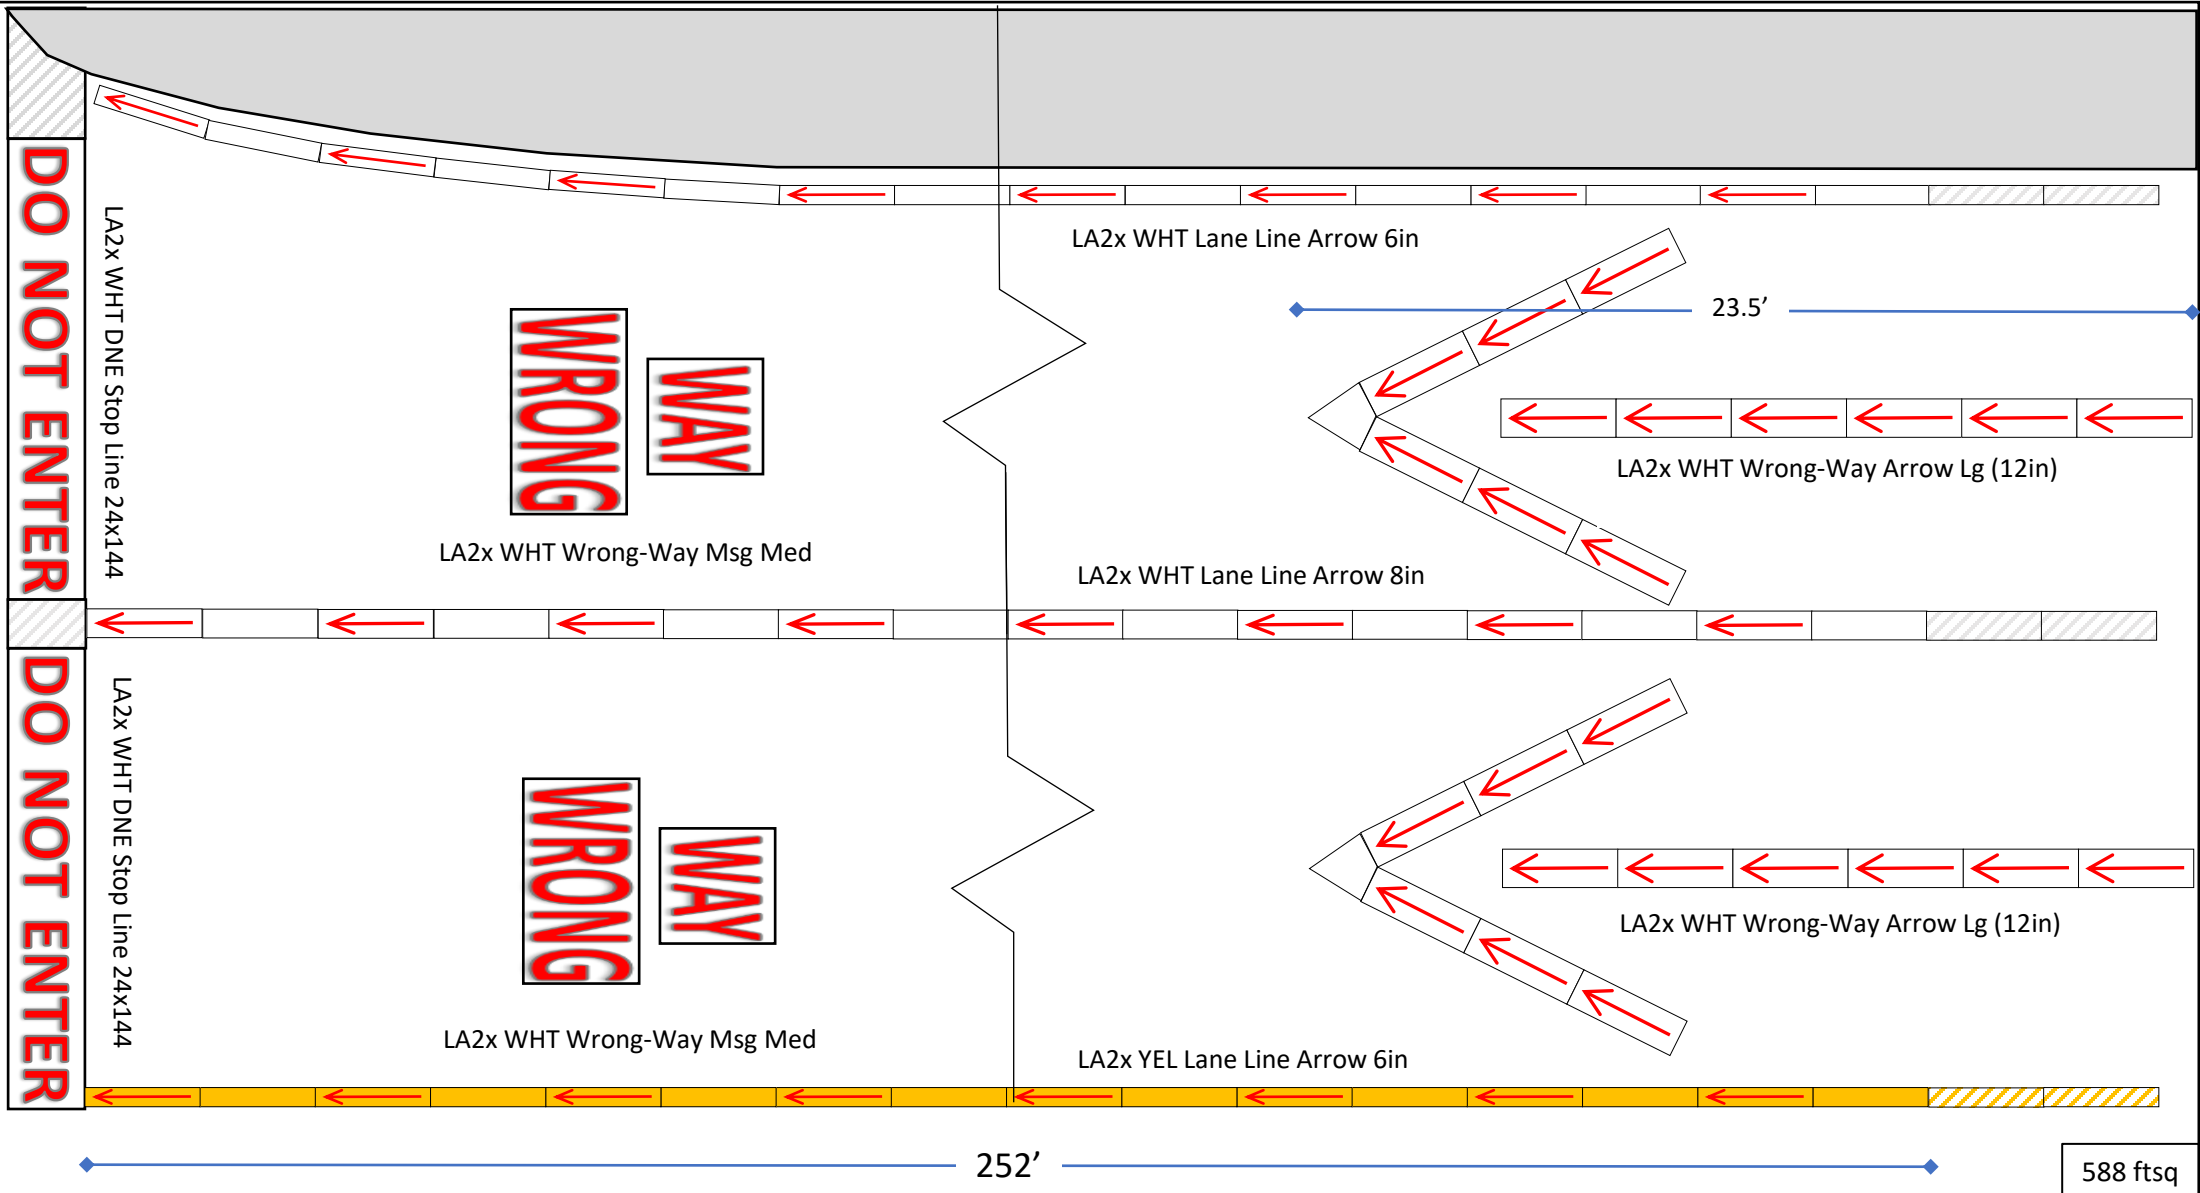 DO NOT ENTER
LA2x WHT DNE Stop Line 24x144
WRONG
WAY
LA2x WHT Wrong-Way Msg Med
LA2x WHT Lane Line Arrow 6in
23.5’
LA2x WHT Wrong-Way Arrow Lg (12in)
LA2x WHT Lane Line Arrow 8in
DO NOT ENTER
LA2x WHT DNE Stop Line 24x144
WRONG
WAY
LA2x WHT Wrong-Way Msg Med
LA2x WHT Wrong-Way Arrow Lg (12in)
LA2x YEL Lane Line Arrow 6in
252’
588 ftsq